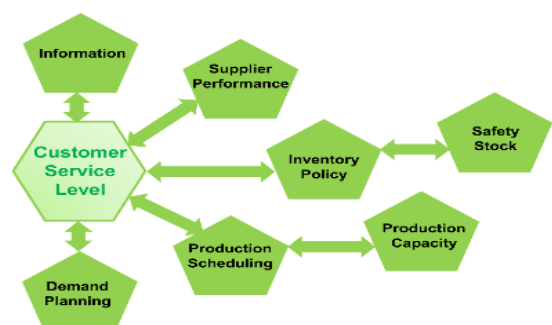 Information
Supplier
Performance
Customer
Service
Level
Inventory
Policy
Safety
Stock
Production
Scheduling
Production
Capacity
Demand
Planning